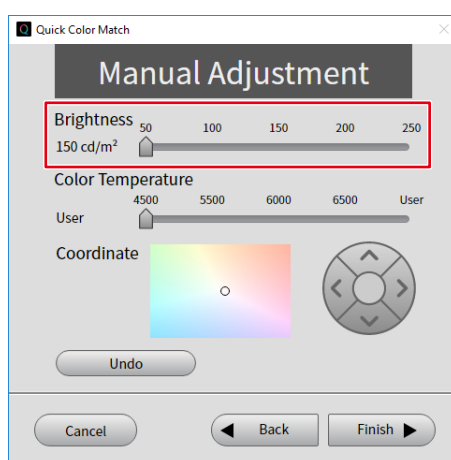 Quick Color Match
Manual Adjustment
Brightness
50 100 150 200 250
150 cd/m²
Color Temperature
4500 5500 6000 6500 User
User
Coordinate
Undo
Cancel
Back
Finish